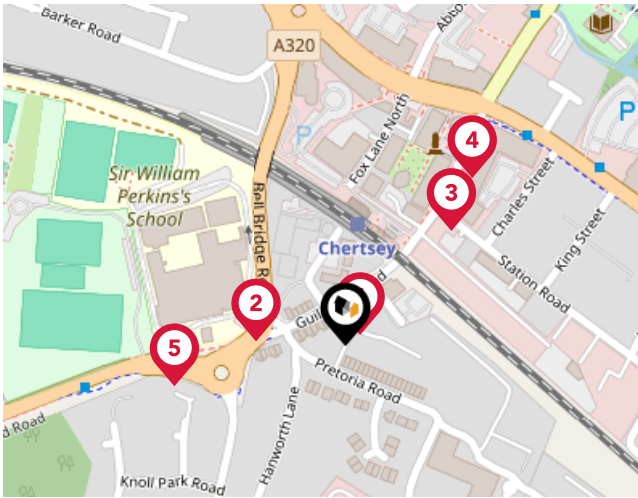 Barker Road
A320
Abbo
P
P
Fox Lane North
4
Sir William
Perkins's
School
3
Charles Street
King Street
Bell Bridge R
Chertsey
Station Road
2
Guil
d
5
Pretoria Road
d Road
Hanworth Lane
Knoll Park Road